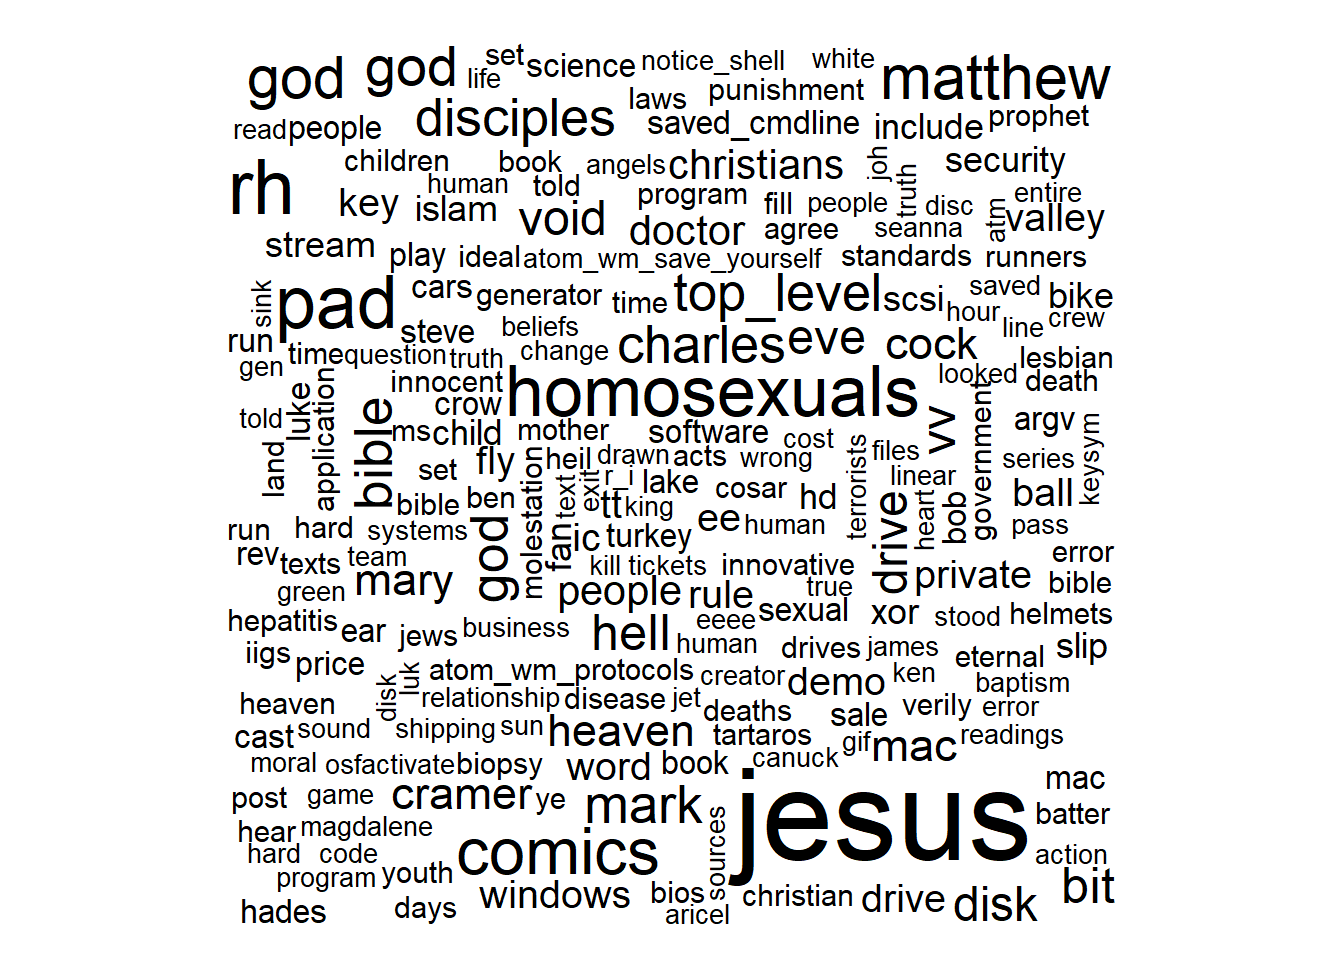 god god set science notice_shell white matthew
life
disciples laws punishment
read people saved_cmdline include prophet
children book angels christians joh security
rh human told program fill people truth disc entire
key islam void doctor agree seanna atm valley
stream play ideal atom_wm_save_yourself standards runners
sink pad cars generator time top_level scsi saved bike
steve beliefs hour line crew
run time question truth change charles eve cock lesbian
gen innocent homosexuals looked death
told luke application bible crow vv government argv
ms child mother software cost keysym
land set fly heil drawn acts wrong files series
molestation text exit r_i lake cosar hd terrorists linear ball
bible ben tt king drive heart bob
run hard systems god fan ic turkey ee human pass
rev texts team kill tickets innovative private error
green mary people rule true bible
hepatitis ear jews business hell eeee sexual xor stood helmets
iigs price human drives james eternal slip
disk luk atom_wm_protocols creator demo ken baptism
heaven relationship disease jet deaths sale verily error
cast sound shipping sun heaven tartaros gif mac readings
moral osfactivate biopsy word book canuck mac
post game cramer ye mark jesus batter
hear magdalene comics sources
hard code action
program youth bit
hades days windows bios aricel christian drive disk